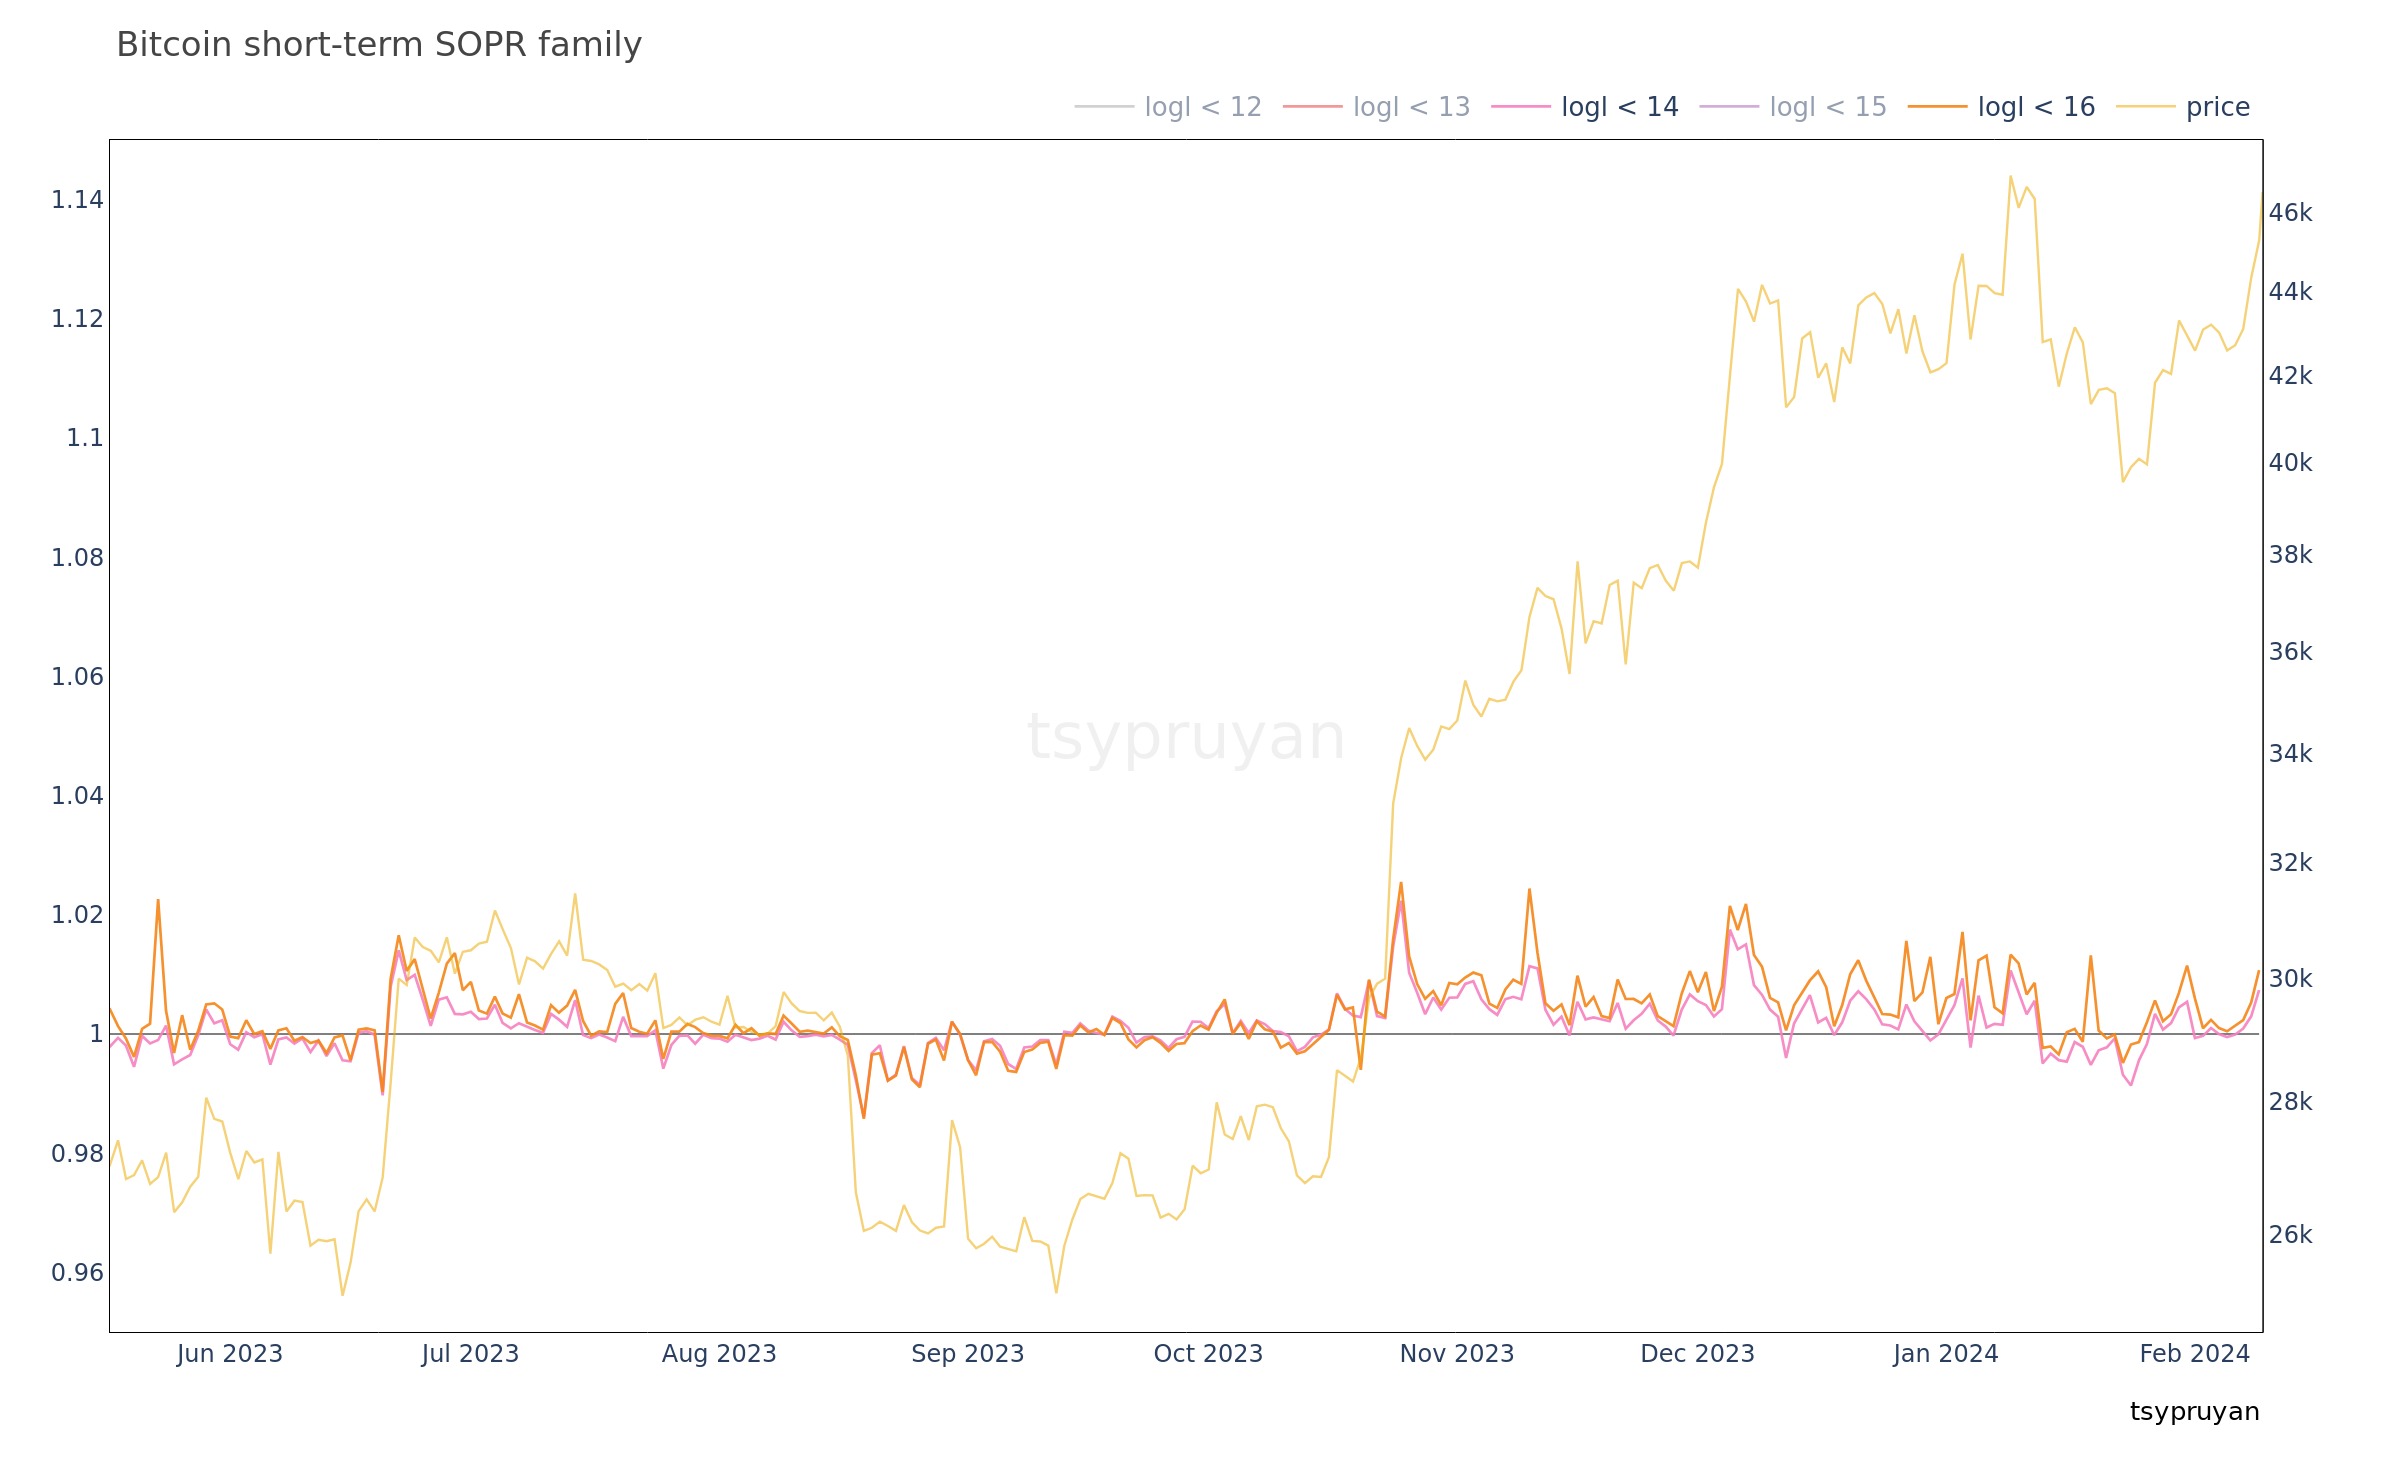 Bitcoin short-term SOPR family
logl < 12 logl < 13 logl < 14 logl < 15 logl < 16 price
1.14
1.12
1.1
1.08
1.06
1.04
1.02
1
0.98
0.96
46k
44k
42k
40k
38k
36k
34k
32k
30k
28k
26k
tsypruyan
Jun 2023 Jul 2023 Aug 2023 Sep 2023 Oct 2023 Nov 2023 Dec 2023 Jan 2024 Feb 2024
tsypruyan